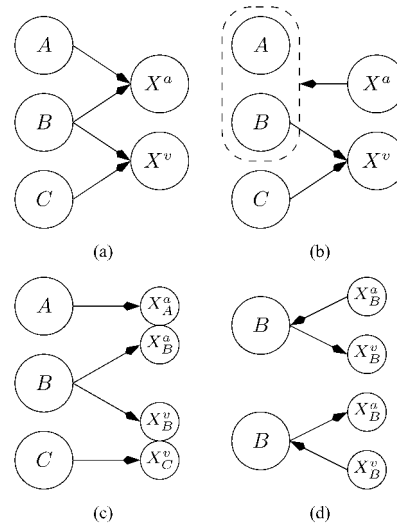 A
B
C
X^a
X^v
(a)
A
B
C
X^a
X^v
(b)
A
B
C
X^a_A
X^a_B
X^v_B
X^v_C
(c)
B
X^a_B
X^v_B
B
X^a_B
X^v_B
(d)